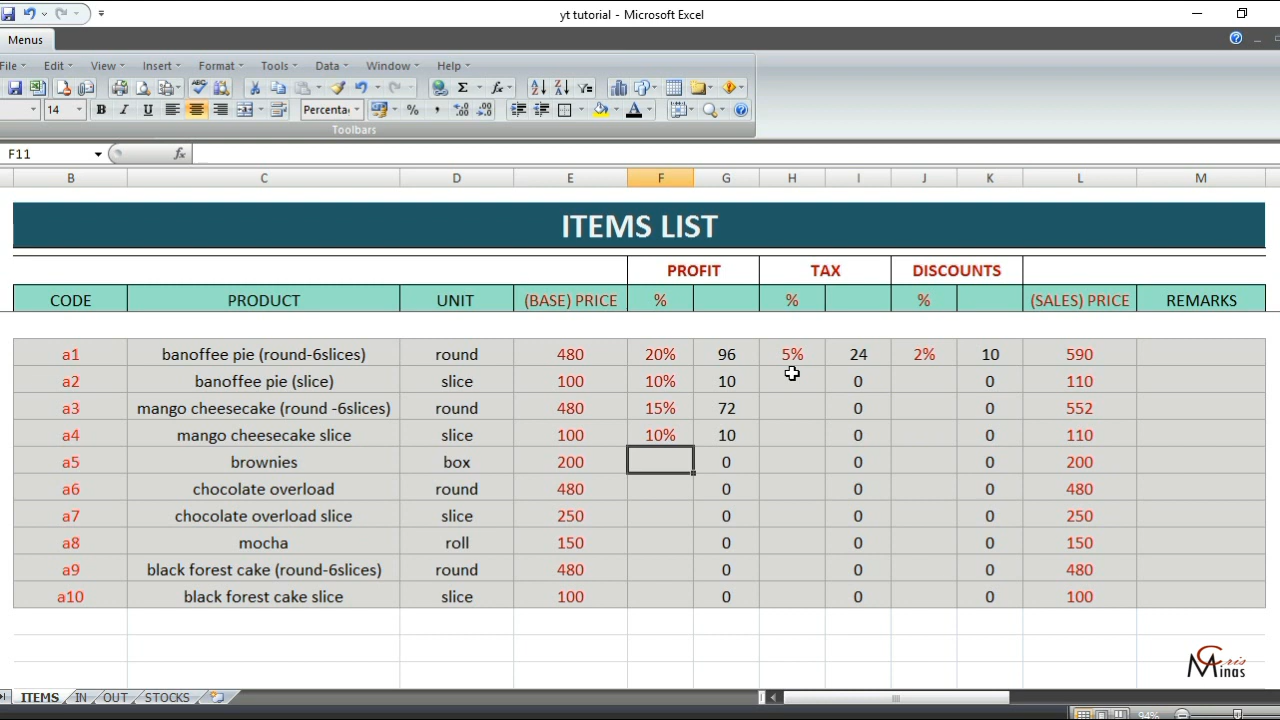 yt tutorial - Microsoft Excel
Menus
File Edit View Insert Format Tools Data Window Help
14 B I U Percenta % ,
Toolbars
F11 fx
B C D E F G H I J K L M
ITEMS LIST
PROFIT TAX DISCOUNTS
CODE PRODUCT UNIT (BASE) PRICE % % % (SALES) PRICE REMARKS
a1 banoffee pie (round-6slices) round 480 20% 96 5% 24 2% 10 590
a2 banoffee pie (slice) slice 100 10% 10 0 0 110
a3 mango cheesecake (round -6slices) round 480 15% 72 0 0 552
a4 mango cheesecake slice slice 100 10% 10 0 0 110
a5 brownies box 200 0 0 0 200
a6 chocolate overload round 480 0 0 0 480
a7 chocolate overload slice slice 250 0 0 0 250
a8 mocha roll 150 0 0 0 150
a9 black forest cake (round-6slices) round 480 0 0 0 480
a10 black forest cake slice slice 100 0 0 0 100
Cris
Minas
ITEMS IN OUT STOCKS
94%